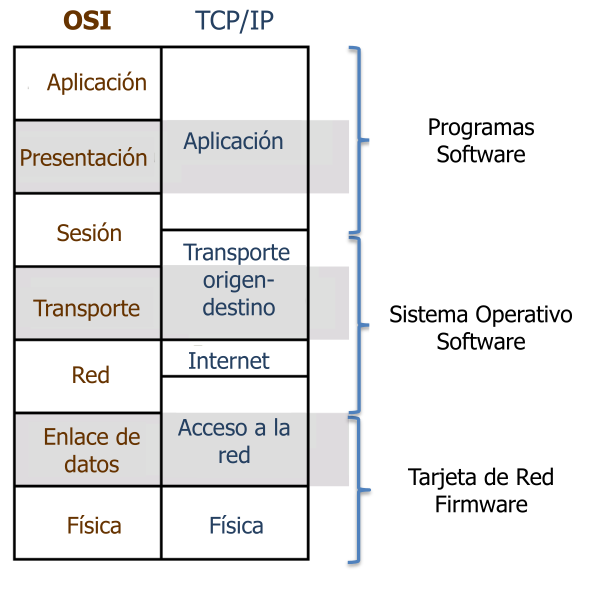 OSI
TCP/IP
Aplicación
Presentación
Sesión
Transporte
Red
Enlace de
datos
Física
Aplicación
Transporte
origen-
destino
Internet
Acceso a la
red
Física
Programas
Software
Sistema Operativo
Software
Tarjeta de Red
Firmware